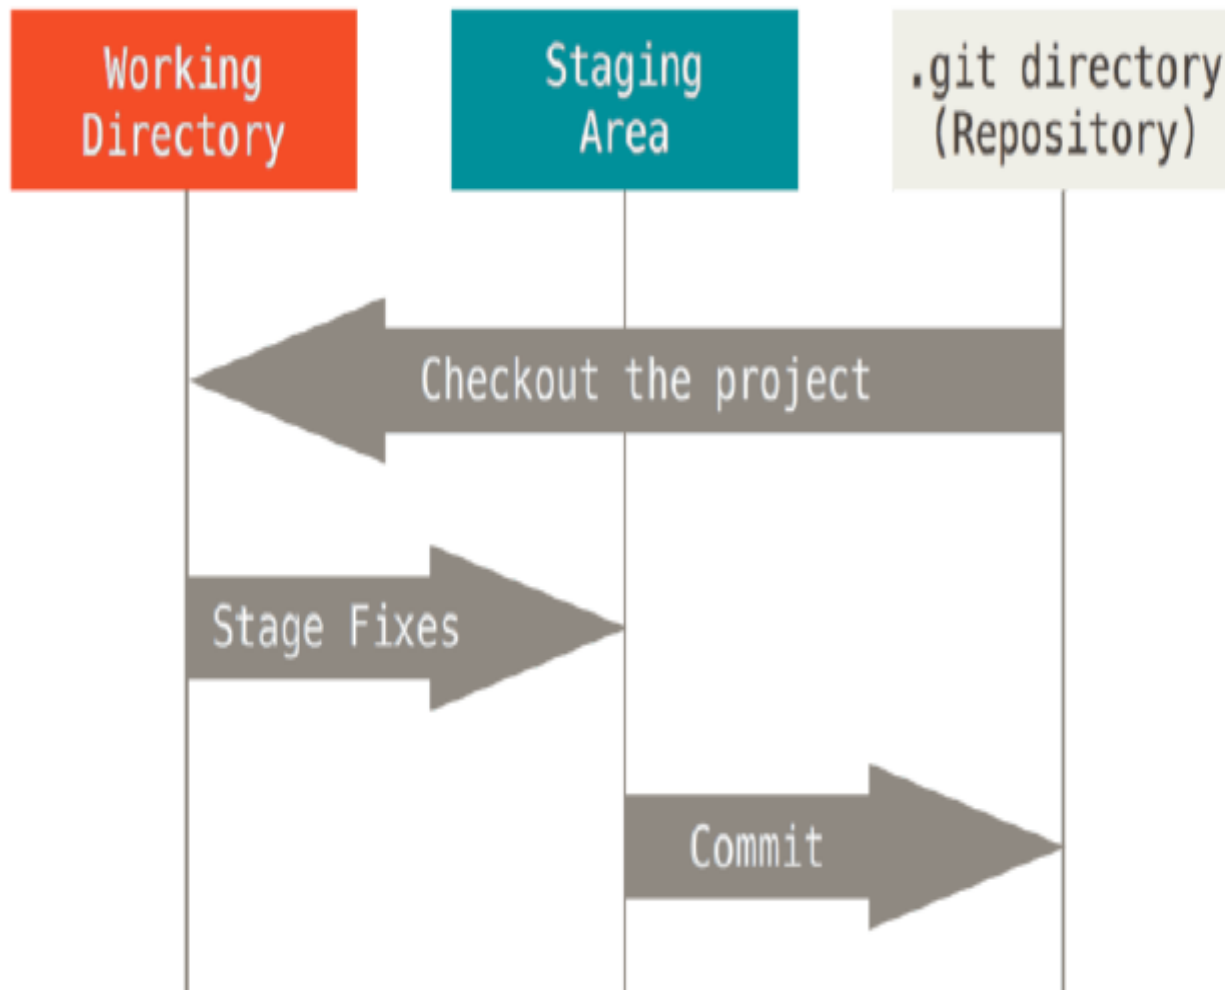 Working
Directory
Staging
Area
.git directory
(Repository)
Checkout the project
Stage Fixes
Commit